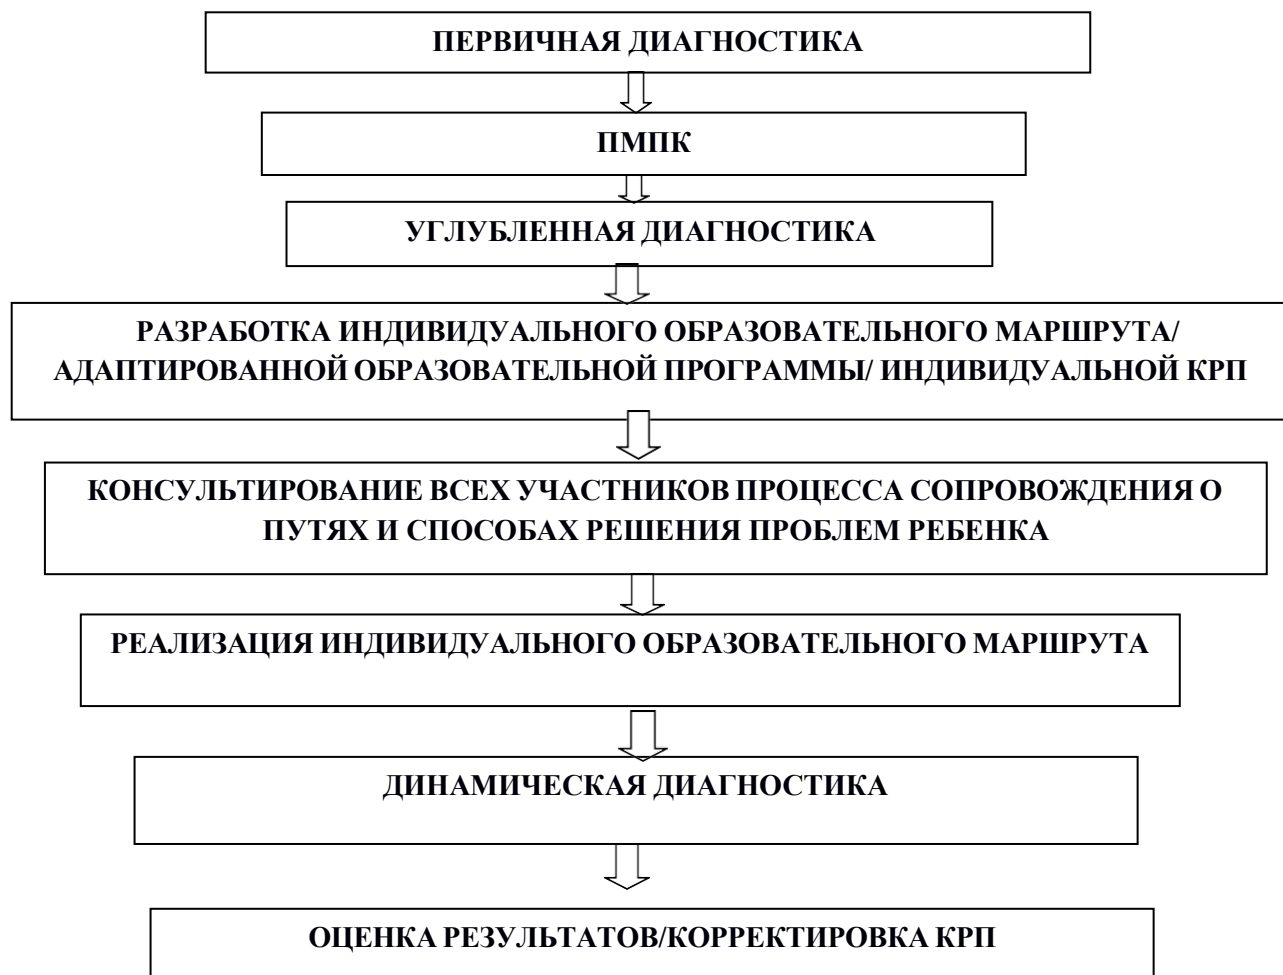 ПЕРВИЧНАЯ ДИАГНОСТИКА
ПМПК
УГЛУБЛЕННАЯ ДИАГНОСТИКА
РАЗРАБОТКА ИНДИВИДУАЛЬНОГО ОБРАЗОВАТЕЛЬНОГО МАРШРУТА/
АДАПТИРОВАННОЙ ОБРАЗОВАТЕЛЬНОЙ ПРОГРАММЫ/ ИНДИВИДУАЛЬНОЙ КРП
КОНСУЛЬТИРОВАНИЕ ВСЕХ УЧАСТНИКОВ ПРОЦЕССА СОПРОВОЖДЕНИЯ О
ПУТЯХ И СПОСОБАХ РЕШЕНИЯ ПРОБЛЕМ РЕБЕНКА
РЕАЛИЗАЦИЯ ИНДИВИДУАЛЬНОГО ОБРАЗОВАТЕЛЬНОГО МАРШРУТА
ДИНАМИЧЕСКАЯ ДИАГНОСТИКА
ОЦЕНКА РЕЗУЛЬТАТОВ/КОРРЕКТИРОВКА КРП